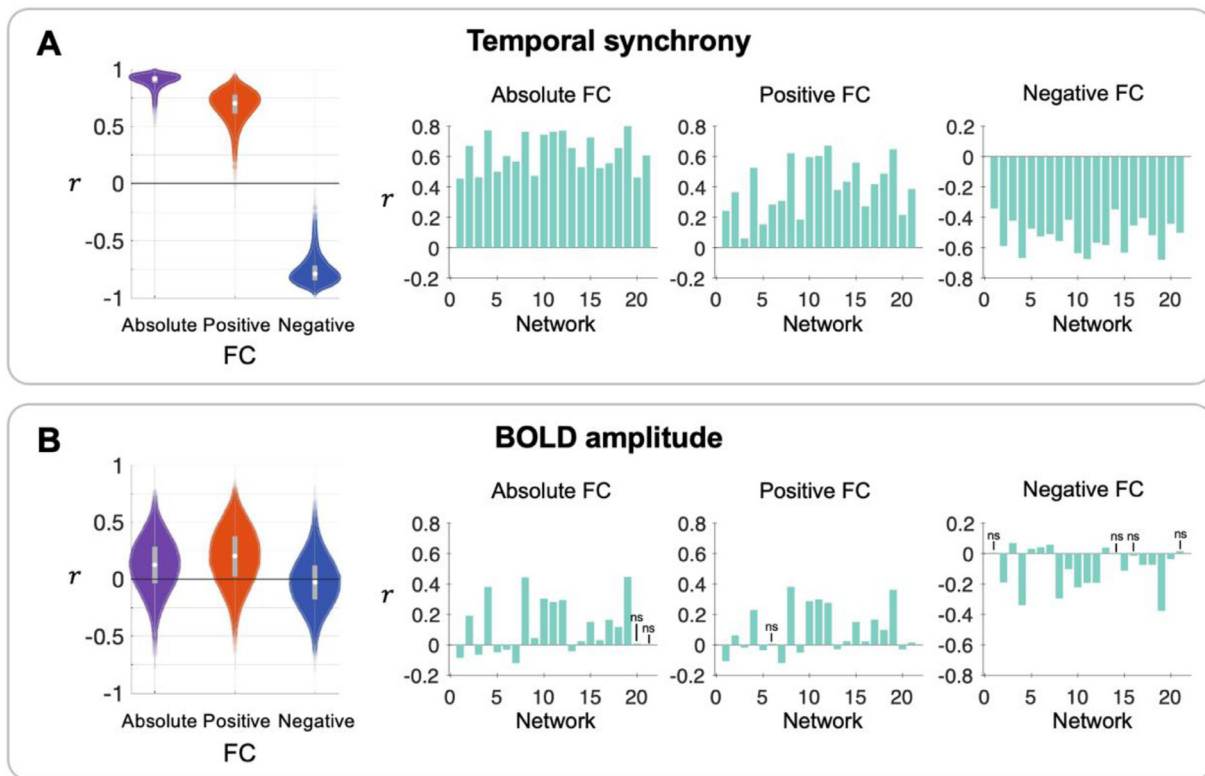 A
Temporal synchrony
1
0.5
0
-0.5
-1
r
Absolute Positive Negative
FC
Absolute FC
0.8
0.6
0.4
0.2
0
-0.2
r
0 5 10 15 20
Network
Positive FC
0.8
0.6
0.4
0.2
0
-0.2
0 5 10 15 20
Network
Negative FC
0.2
0
-0.2
-0.4
-0.6
-0.8
0 5 10 15 20
Network
B
BOLD amplitude
1
0.5
0
-0.5
-1
r
Absolute Positive Negative
FC
Absolute FC
0.8
0.6
0.4
0.2
0
-0.2
r
ns
ns
0 5 10 15 20
Network
Positive FC
0.8
0.6
0.4
0.2
0
-0.2
ns
0 5 10 15 20
Network
Negative FC
0.2
0
-0.2
-0.4
-0.6
-0.8
ns ns ns ns
0 5 10 15 20
Network